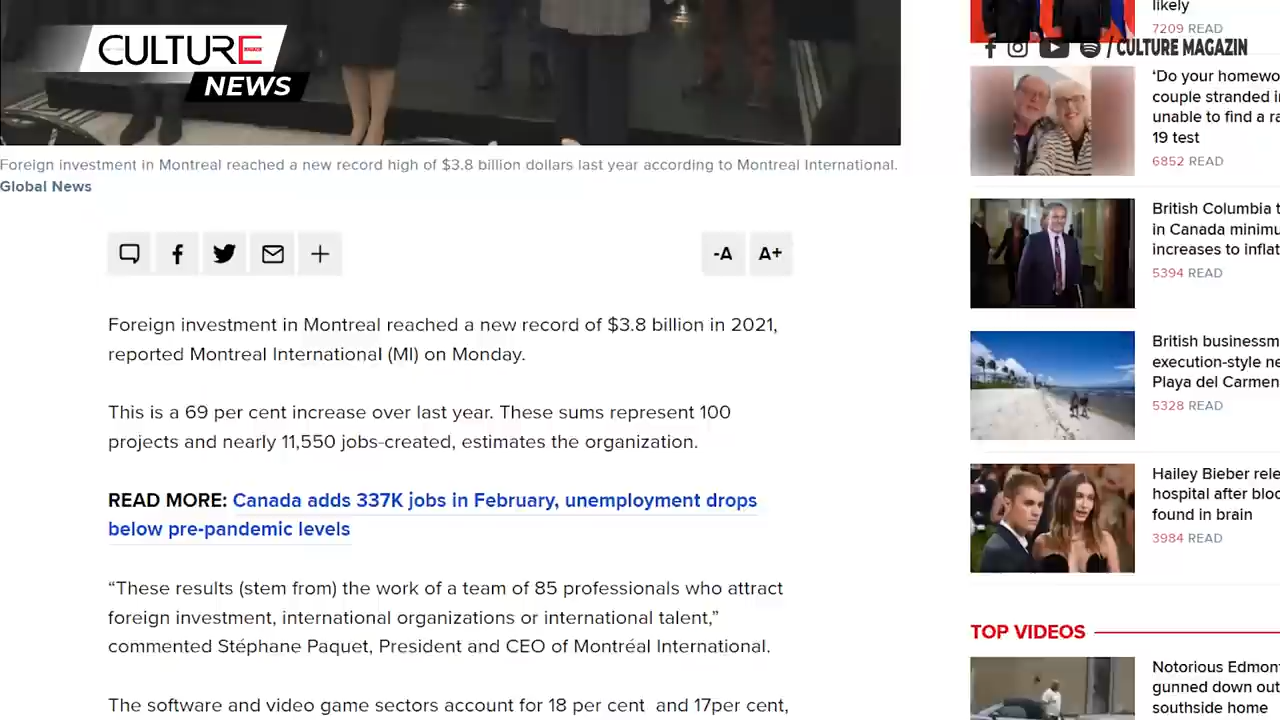 CULTURE
NEWS
/ CULTURE MAGAZIN
Foreign investment in Montreal reached a new record high of $3.8 billion dollars last year according to Montreal International.
Global News
-A A+
Foreign investment in Montreal reached a new record of $3.8 billion in 2021,
reported Montreal International (MI) on Monday.
This is a 69 per cent increase over last year. These sums represent 100
projects and nearly 11,550 jobs-created, estimates the organization.
READ MORE: Canada adds 337K jobs in February, unemployment drops
below pre-pandemic levels
“These results (stem from) the work of a team of 85 professionals who attract
foreign investment, international organizations or international talent,”
commented Stéphane Paquet, President and CEO of Montréal International.
The software and video game sectors account for 18 per cent and 17per cent,
likely
7209 READ
‘Do your homewo
couple stranded i
unable to find a ra
19 test
6852 READ
British Columbia t
in Canada minimu
increases to inflat
5394 READ
British businessm
execution-style ne
Playa del Carmen
5328 READ
Hailey Bieber rele
hospital after bloo
found in brain
3984 READ
TOP VIDEOS
Notorious Edmon
gunned down out
southside home